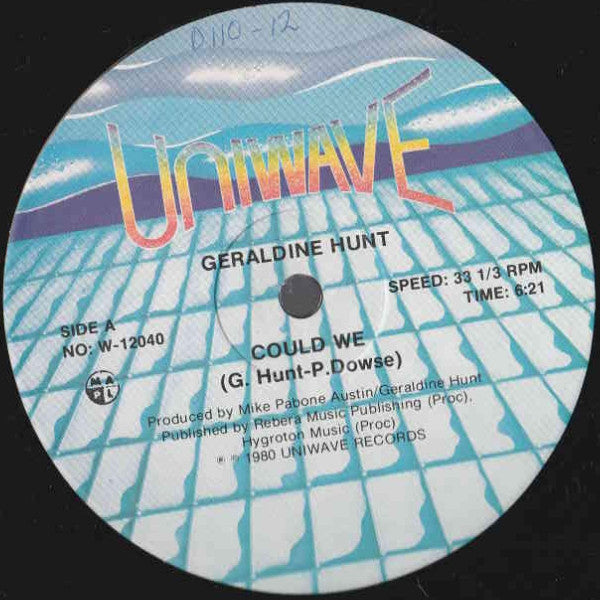 D110-12
UNIWAVE
GERALDINE HUNT
SPEED: 33 1/3 RPM
TIME: 6:21
SIDE A
NO: W-12040
COULD WE
(G. Hunt-P.Dowse)
M A P L
Produced by Mike Pabone Austin/Geraldine Hunt
Published by Rebera Music Publishing (Proc),
Hygroton Music (Proc)
℗ © 1980 UNIWAVE RECORDS